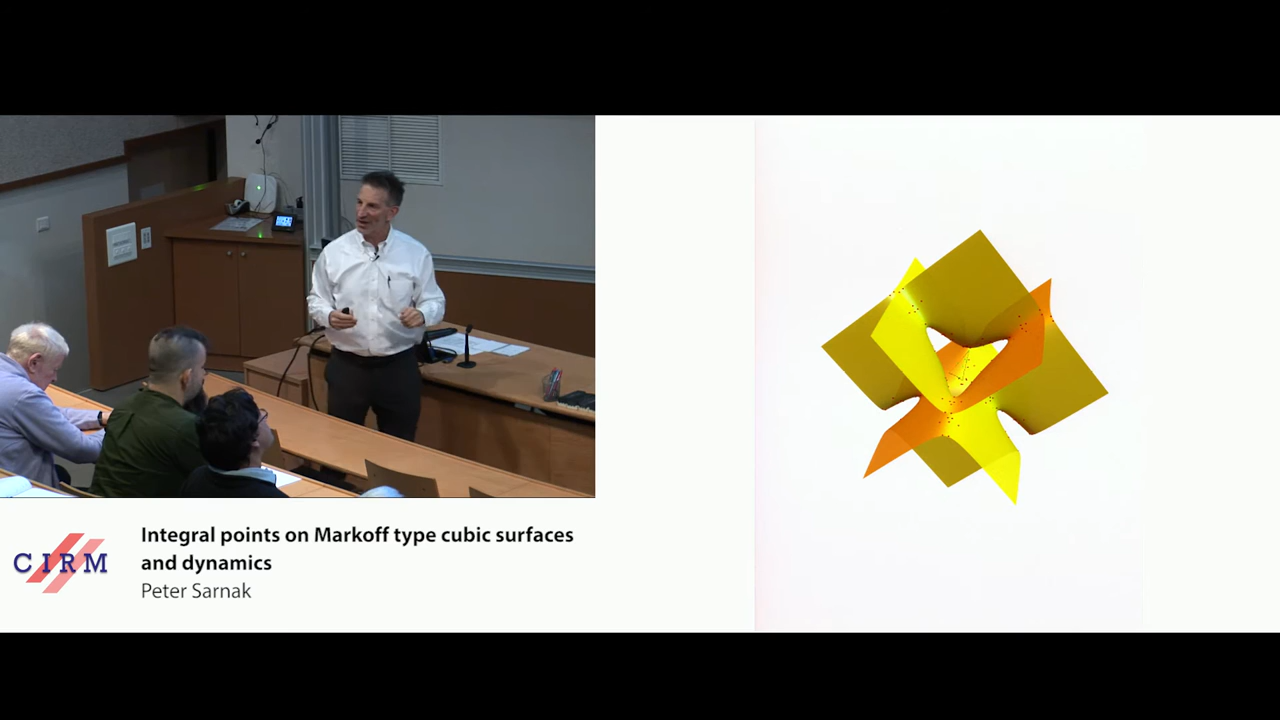 CIRM
Integral points on Markoff type cubic surfaces
and dynamics
Peter Sarnak